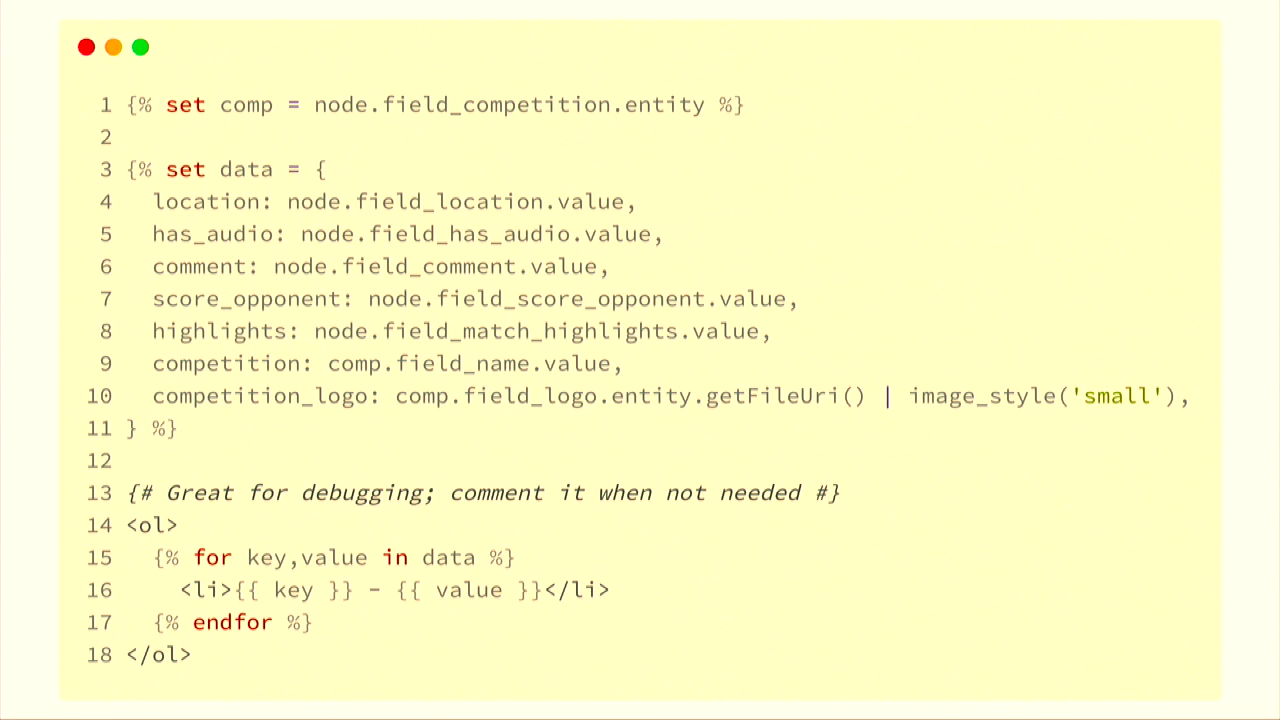 1 {% set comp = node.field_competition.entity %}
2
3 {% set data = {
4   location: node.field_location.value,
5   has_audio: node.field_has_audio.value,
6   comment: node.field_comment.value,
7   score_opponent: node.field_score_opponent.value,
8   highlights: node.field_match_highlights.value,
9   competition: comp.field_name.value,
10   competition_logo: comp.field_logo.entity.getFileUri() | image_style('small'),
11 } %}
12
13 {# Great for debugging; comment it when not needed #}
14 <ol>
15   {% for key,value in data %}
16     <li>{{ key }} - {{ value }}</li>
17   {% endfor %}
18 </ol>